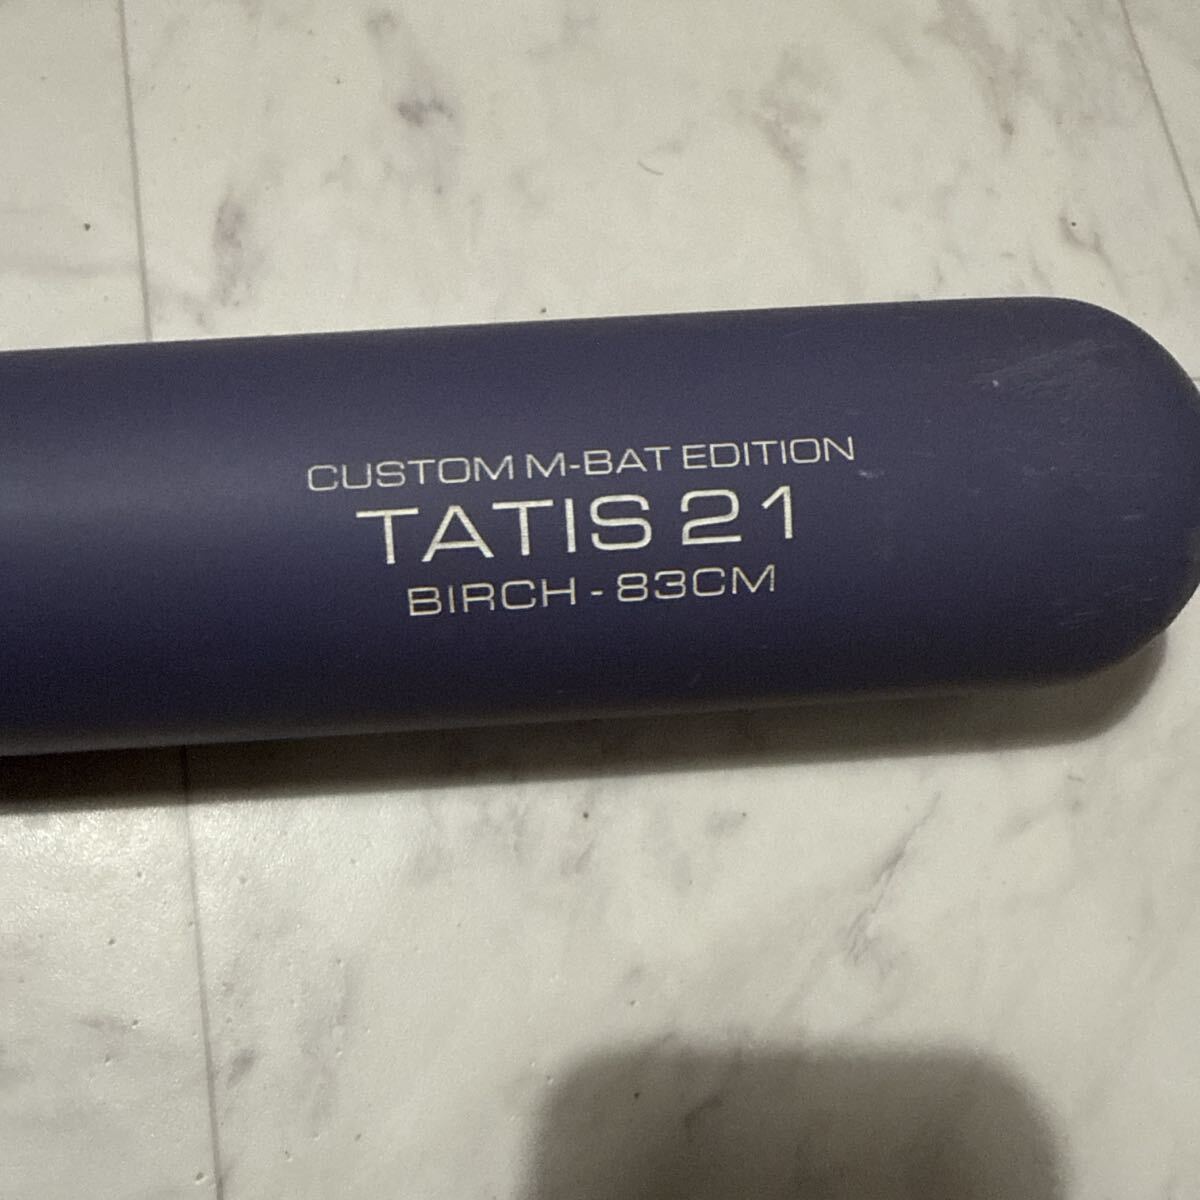 CUSTOM M-BAT EDITION
TATIS 21
BIRCH - 83CM